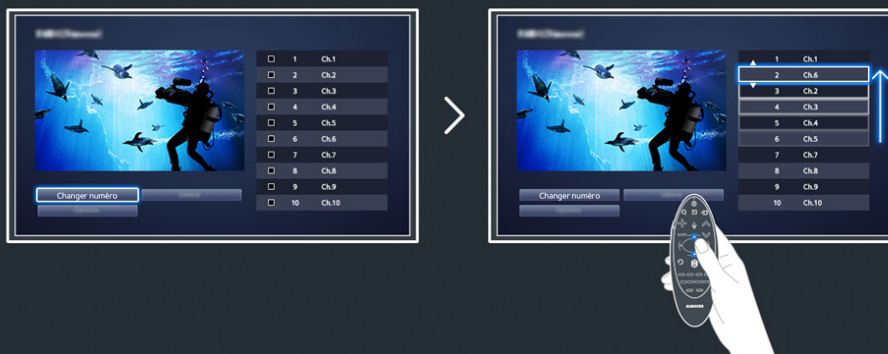 1 Ch.1
2 Ch.2
3 Ch.3
4 Ch.4
5 Ch.5
6 Ch.6
7 Ch.7
8 Ch.8
9 Ch.9
10 Ch.10
Changer numéro
1 Ch.1
2 Ch.6
3 Ch.2
4 Ch.3
5 Ch.4
6 Ch.5
7 Ch.7
8 Ch.8
9 Ch.9
10 Ch.10
Changer numéro